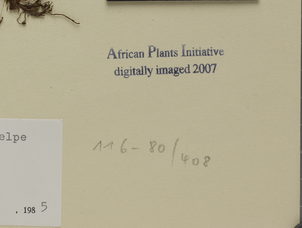 African Plants Initiative
digitally imaged 2007
elpe
116-80/408
. 198 5